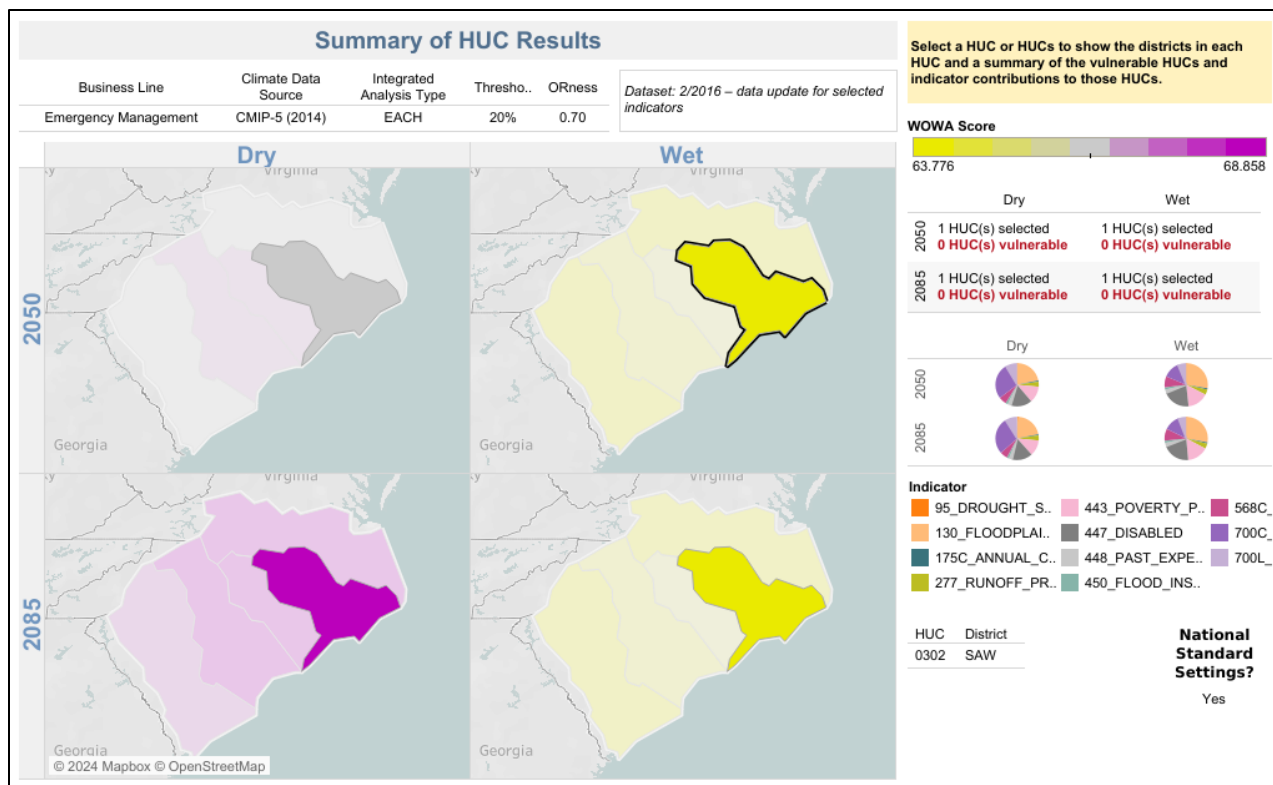 Summary of HUC Results
Business Line
Climate Data
Source
Integrated
Analysis Type
Thresho..
ORness
Emergency Management
CMIP-5 (2014)
EACH
20%
0.70
Dataset: 2/2016 – data update for selected
indicators
Dry
Wet
2050
Virginia
Georgia
Virginia
Georgia
2085
Virginia
Georgia
© 2024 Mapbox © OpenStreetMap
Virginia
Georgia
Select a HUC or HUCs to show the districts in each
HUC and a summary of the vulnerable HUCs and
indicator contributions to those HUCs.
WOWA Score
63.776
68.858
Dry
Wet
2050
1 HUC(s) selected
0 HUC(s) vulnerable
1 HUC(s) selected
0 HUC(s) vulnerable
2085
1 HUC(s) selected
0 HUC(s) vulnerable
1 HUC(s) selected
0 HUC(s) vulnerable
Dry
Wet
2050
2085
Indicator
95_DROUGHT_S..
443_POVERTY_P..
568C_
130_FLOODPLAI..
447_DISABLED
700C_
175C_ANNUAL_C..
448_PAST_EXPE..
700L_
277_RUNOFF_PR..
450_FLOOD_INS..
HUC
District
0302
SAW
National
Standard
Settings?
Yes